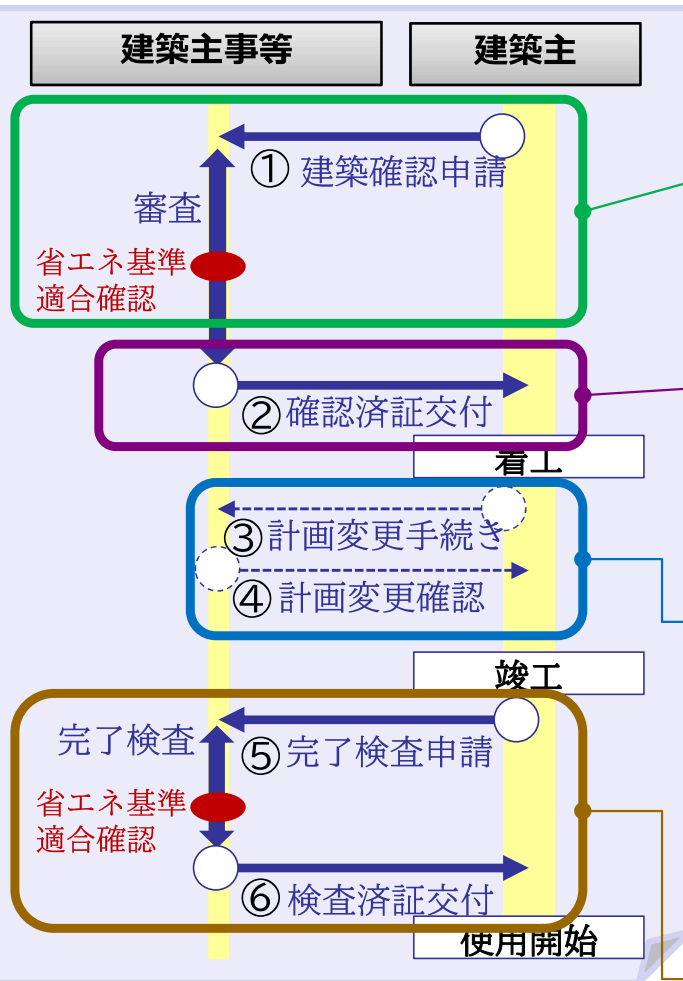 建築主事等
建築主
① 建築確認申請
審査
省エネ基準
適合確認
② 確認済証交付
着工
③ 計画変更手続き
④ 計画変更確認
竣工
完了検査
⑤ 完了検査申請
省エネ基準
適合確認
⑥ 検査済証交付
使用開始